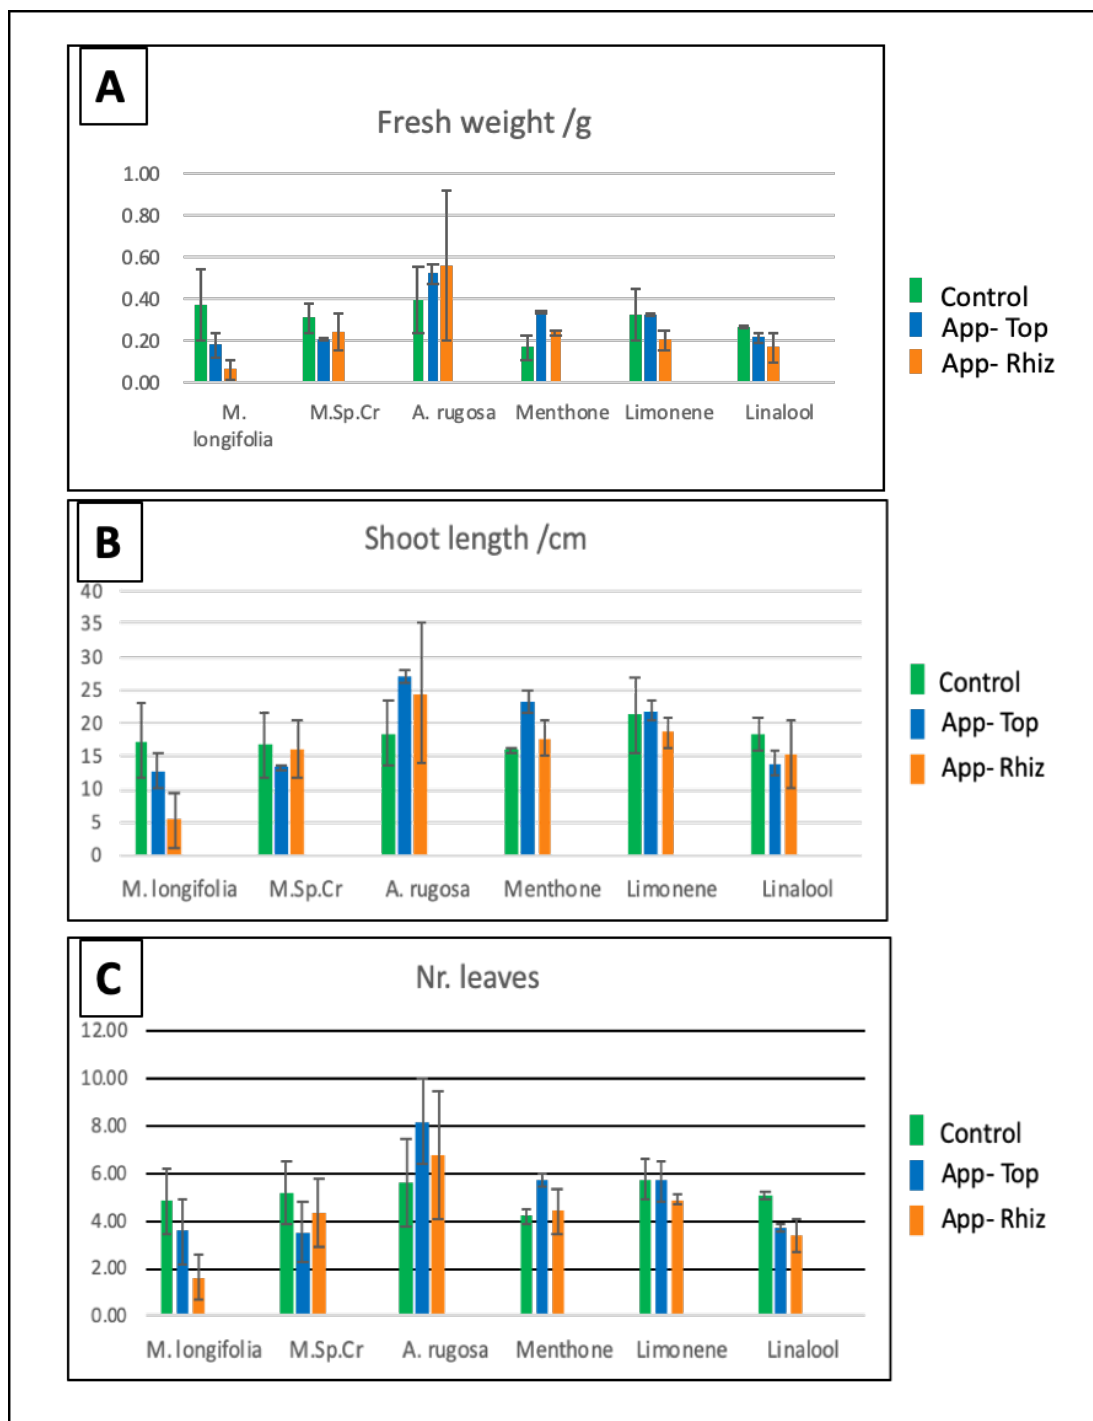 A
Fresh weight /g
1.00
0.80
0.60
0.40
0.20
0.00
M. longifolia
M.Sp.Cr
A. rugosa
Menthone
Limonene
Linalool
Control
App- Top
App- Rhiz
B
Shoot length /cm
40
35
30
25
20
15
10
5
0
M. longifolia
M.Sp.Cr
A. rugosa
Menthone
Limonene
Linalool
Control
App- Top
App- Rhiz
C
Nr. leaves
12.00
10.00
8.00
6.00
4.00
2.00
0.00
M. longifolia
M.Sp.Cr
A. rugosa
Menthone
Limonene
Linalool
Control
App- Top
App- Rhiz